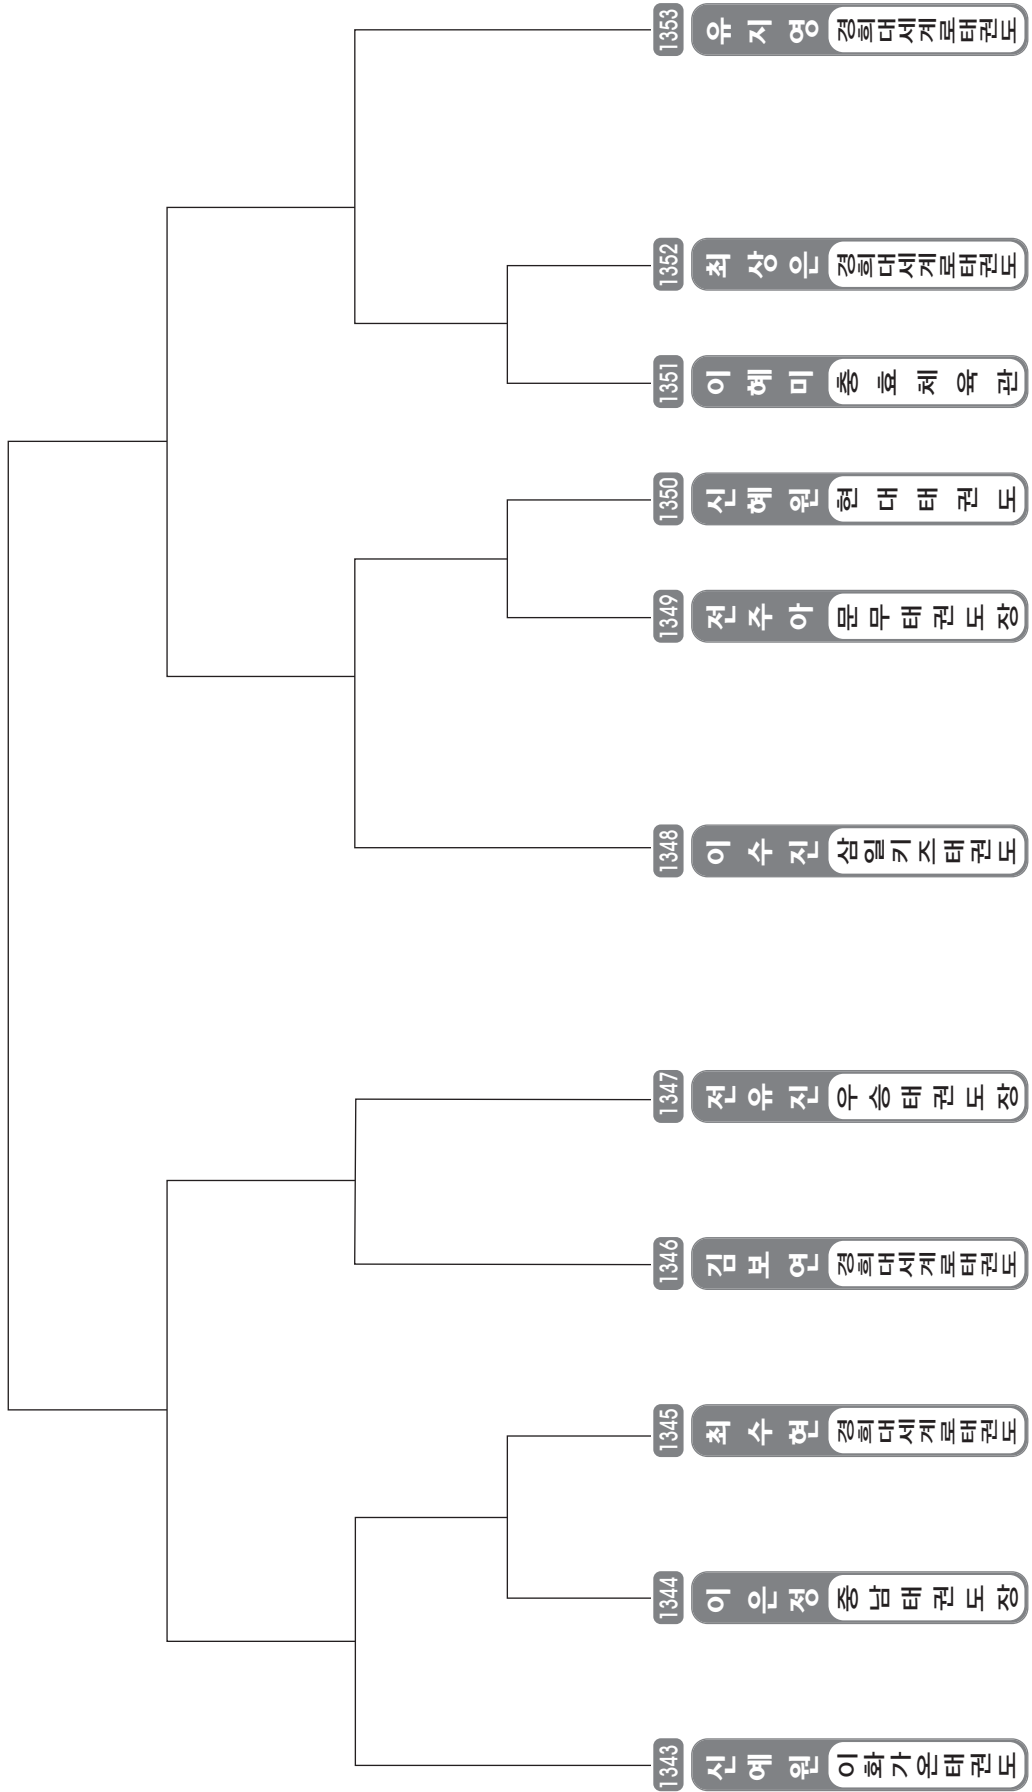 1343 신예원 이화가온태권도
1344 이은정 중남태권도장
1345 최수현 경희대세계로태권도
1346 김보연 경희대세계로태권도
1347 전유진 우승태권도장
1348 이수진 삼일키즈태권도
1349 전주아 문무태권도장
1350 신혜원 현대태권도
1351 이혜미 충효체육관
1352 최상은 경희대세계로태권도
1353 유지영 경희대세계로태권도